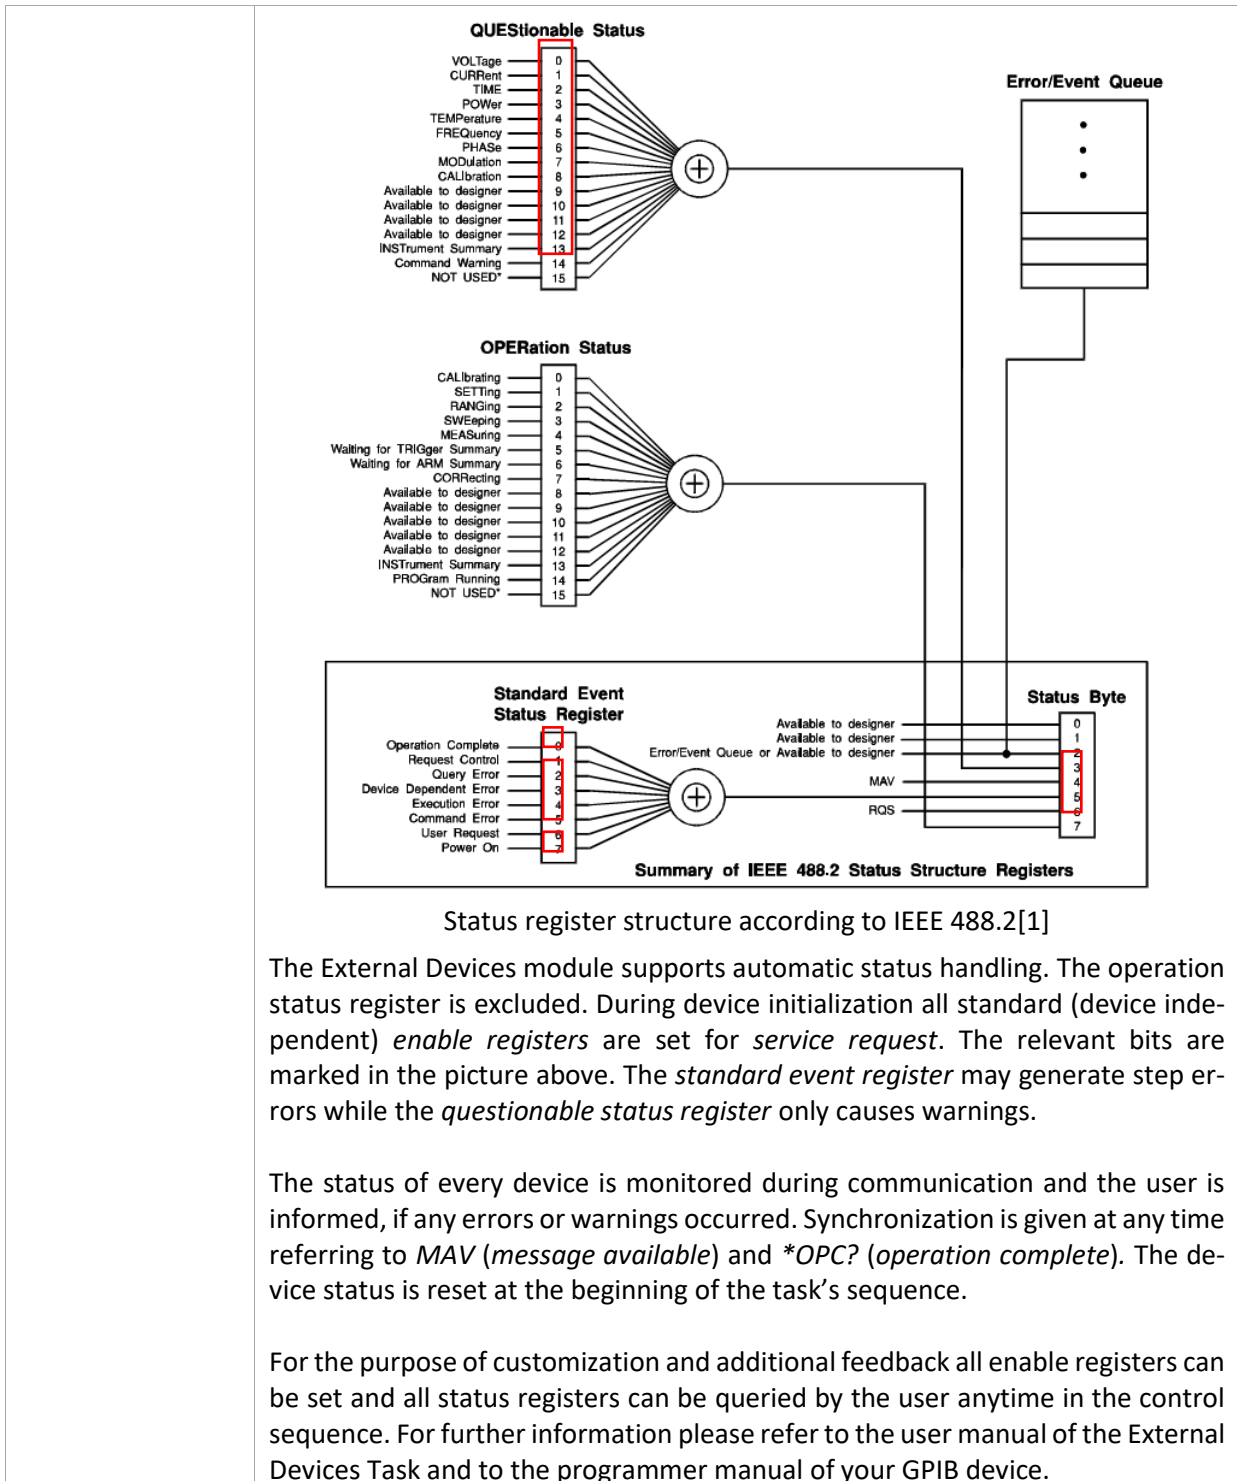 QUEStionable Status
VOLTage 0
CURRent 1
TIME 2
POWer 3
TEMPerature 4
FREQuency 5
PHASe 6
MODulation 7
CALIbration 8
Available to designer 9
Available to designer 10
Available to designer 11
Available to designer 12
INSTrument Summary 13
Command Warning 14
NOT USED* 15
Error/Event Queue
OPERation Status
CALIbrating 0
SETTing 1
RANGing 2
SWEeping 3
MEASuring 4
Waiting for TRIGger Summary 5
Waiting for ARM Summary 6
CORRecting 7
Available to designer 8
Available to designer 9
Available to designer 10
Available to designer 11
Available to designer 12
INSTrument Summary 13
PROGram Running 14
NOT USED* 15
Standard Event
Status Register
Operation Complete 0
Request Control 1
Query Error 2
Device Dependent Error 3
Execution Error 4
Command Error 5
User Request 6
Power On 7
Status Byte
Available to designer 0
Available to designer 1
Error/Event Queue or Available to designer 2
3
MAV 4
5
RQS 6
7
Summary of IEEE 488.2 Status Structure Registers
Status register structure according to IEEE 488.2[1]
The External Devices module supports automatic status handling. The operation
status register is excluded. During device initialization all standard (device inde-
pendent) enable registers are set for service request. The relevant bits are
marked in the picture above. The standard event register may generate step er-
rors while the questionable status register only causes warnings.
The status of every device is monitored during communication and the user is
informed, if any errors or warnings occurred. Synchronization is given at any time
referring to MAV (message available) and *OPC? (operation complete). The de-
vice status is reset at the beginning of the task’s sequence.
For the purpose of customization and additional feedback all enable registers can
be set and all status registers can be queried by the user anytime in the control
sequence. For further information please refer to the user manual of the External
Devices Task and to the programmer manual of your GPIB device.